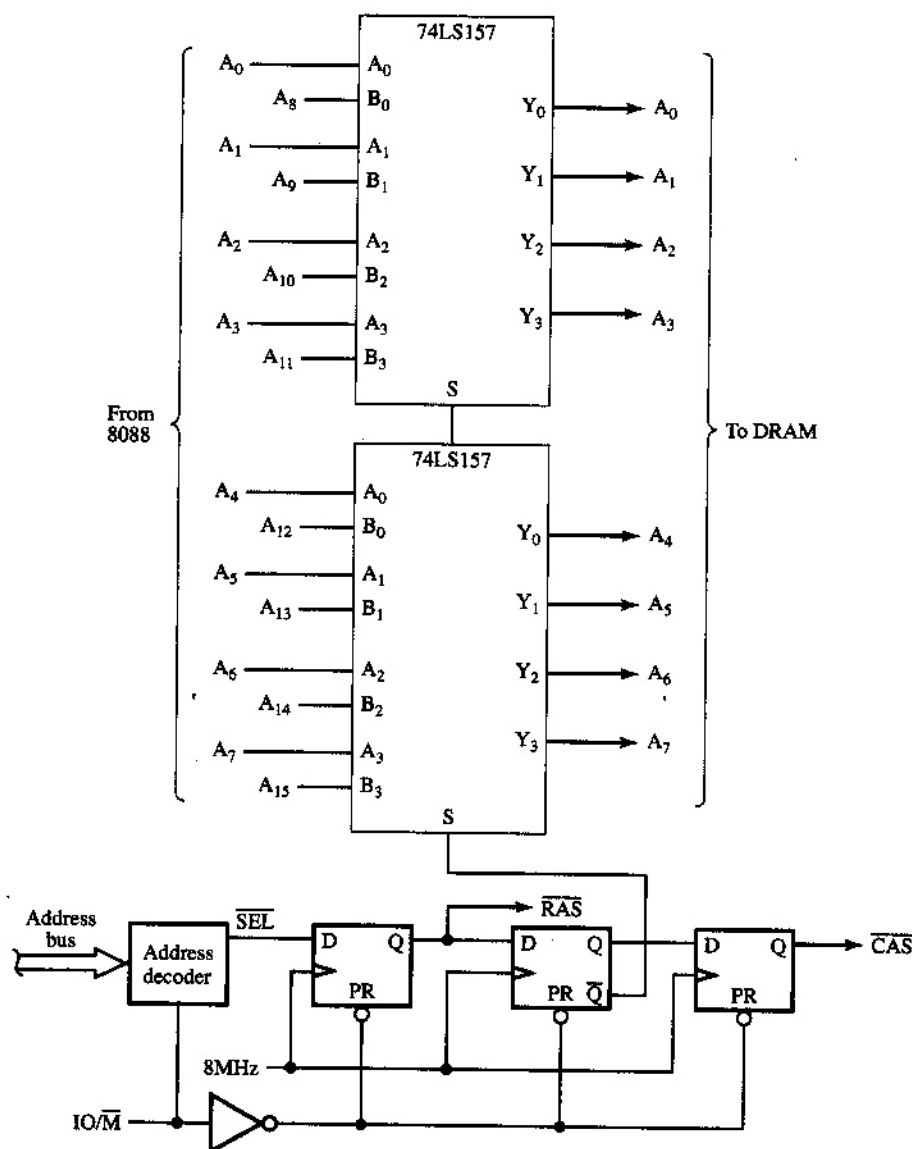 74LS157
A₀ A₀
A₈ B₀ Y₀ A₀
A₁ A₁
A₉ B₁ Y₁ A₁
A₂ A₂ Y₂ A₂
A₁₀ B₂
A₃ A₃ Y₃ A₃
A₁₁ B₃
S
From
8088
To DRAM
74LS157
A₄ A₀
A₁₂ B₀ Y₀ A₄
A₅ A₁
A₁₃ B₁ Y₁ A₅
A₆ A₂ Y₂ A₆
A₁₄ B₂
A₇ A₃ Y₃ A₇
A₁₅ B₃
S
Address
bus
Address
decoder
S̅E̅L̅
D Q
PR
R̅A̅S̅
D Q
PR Q̅
D Q
PR
C̅A̅S̅
8MHz
IO/M̅